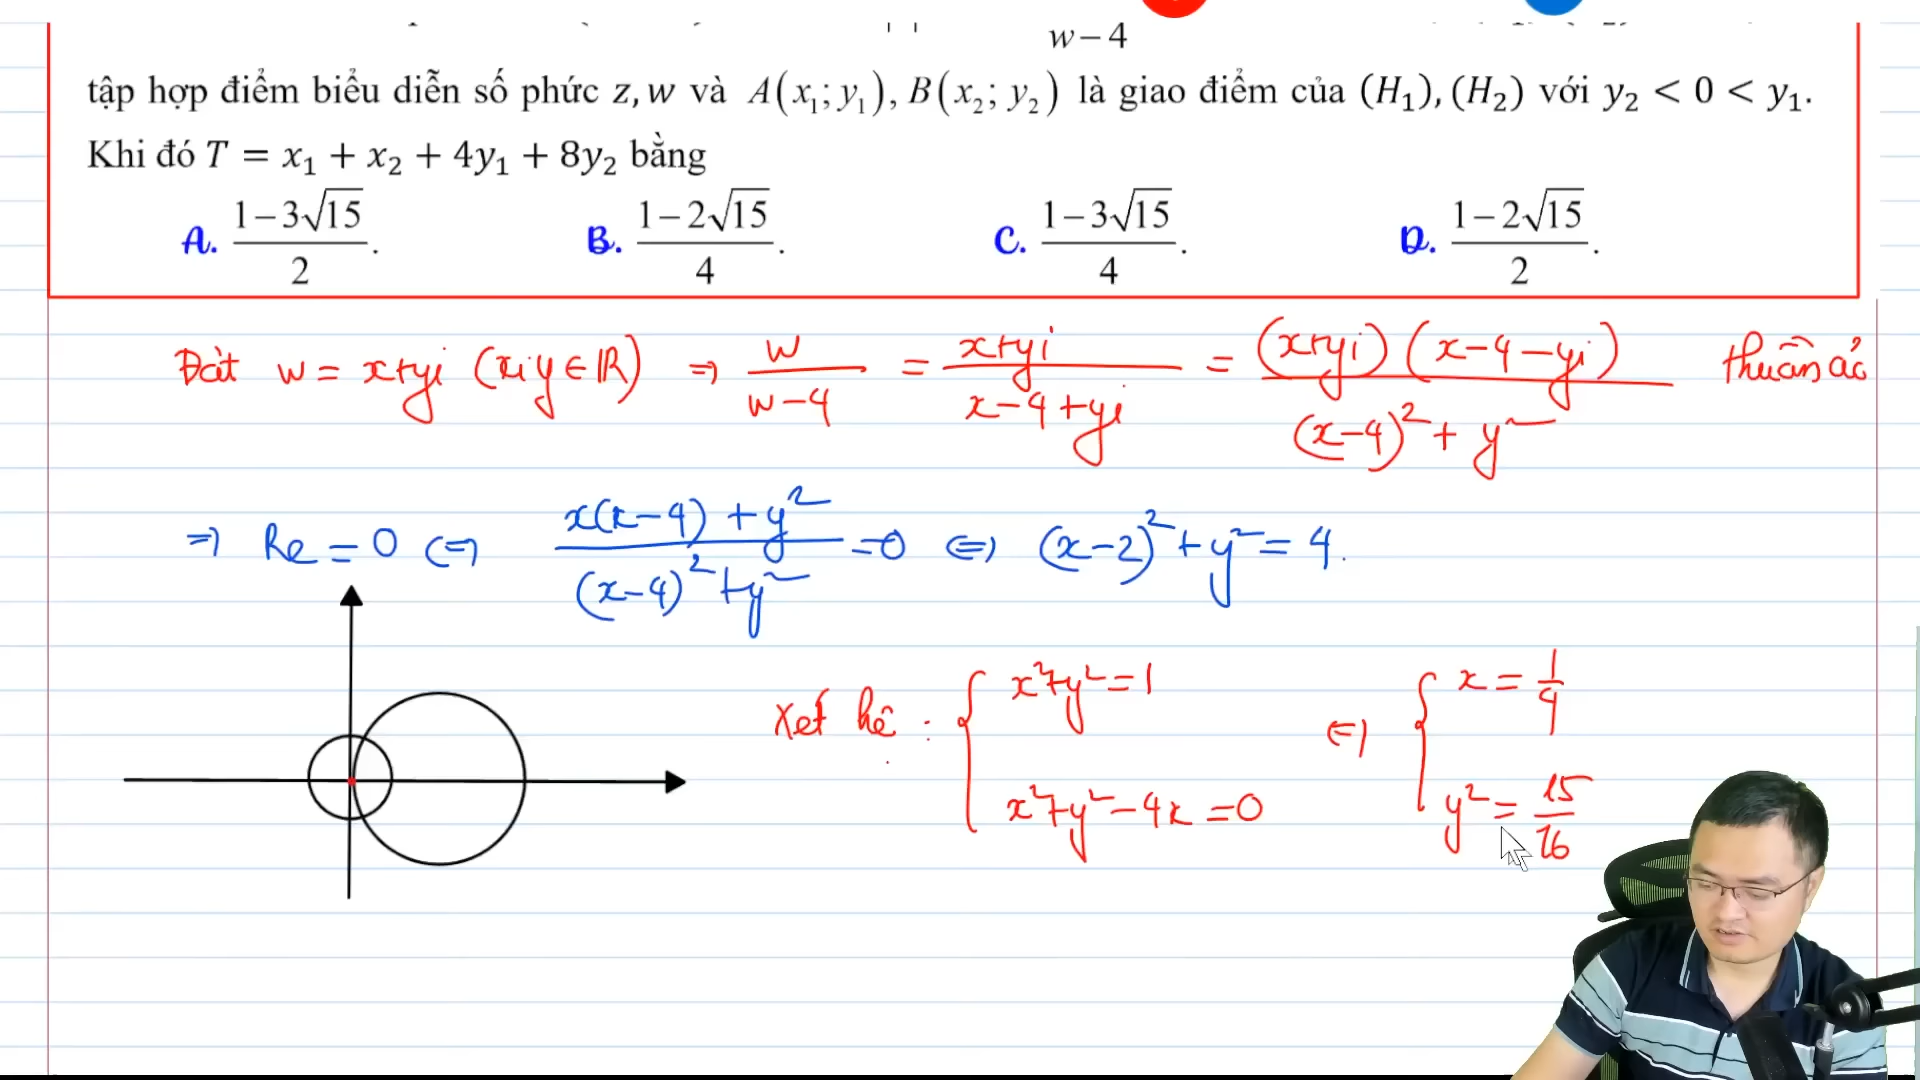 w – 4
tập hợp điểm biểu diễn số phức z, w và A(x₁; y₁), B(x₂; y₂) là giao điểm của (H₁), (H₂) với y₂ < 0 < y₁.
Khi đó T = x₁ + x₂ + 4y₁ + 8y₂ bằng
A. (1–3√15)/2. B. (1–2√15)/4. C. (1–3√15)/4. D. (1–2√15)/2.
Đặt w = x+yi (x;y∈ℝ) ⇒ w/(w–4) = (x+yi)/(x–4+yi) = (x+yi)(x–4–yi)/((x–4)²+y²) thuần ảo
⇒ Re = 0 ⇔ (x(x–4)+y²)/((x–4)²+y²) = 0 ⇔ (x–2)²+y² = 4.
Xét hệ : { x²+y²=1 ⇔ { x = 1/4
x²+y²–4x=0 y² = 15/16